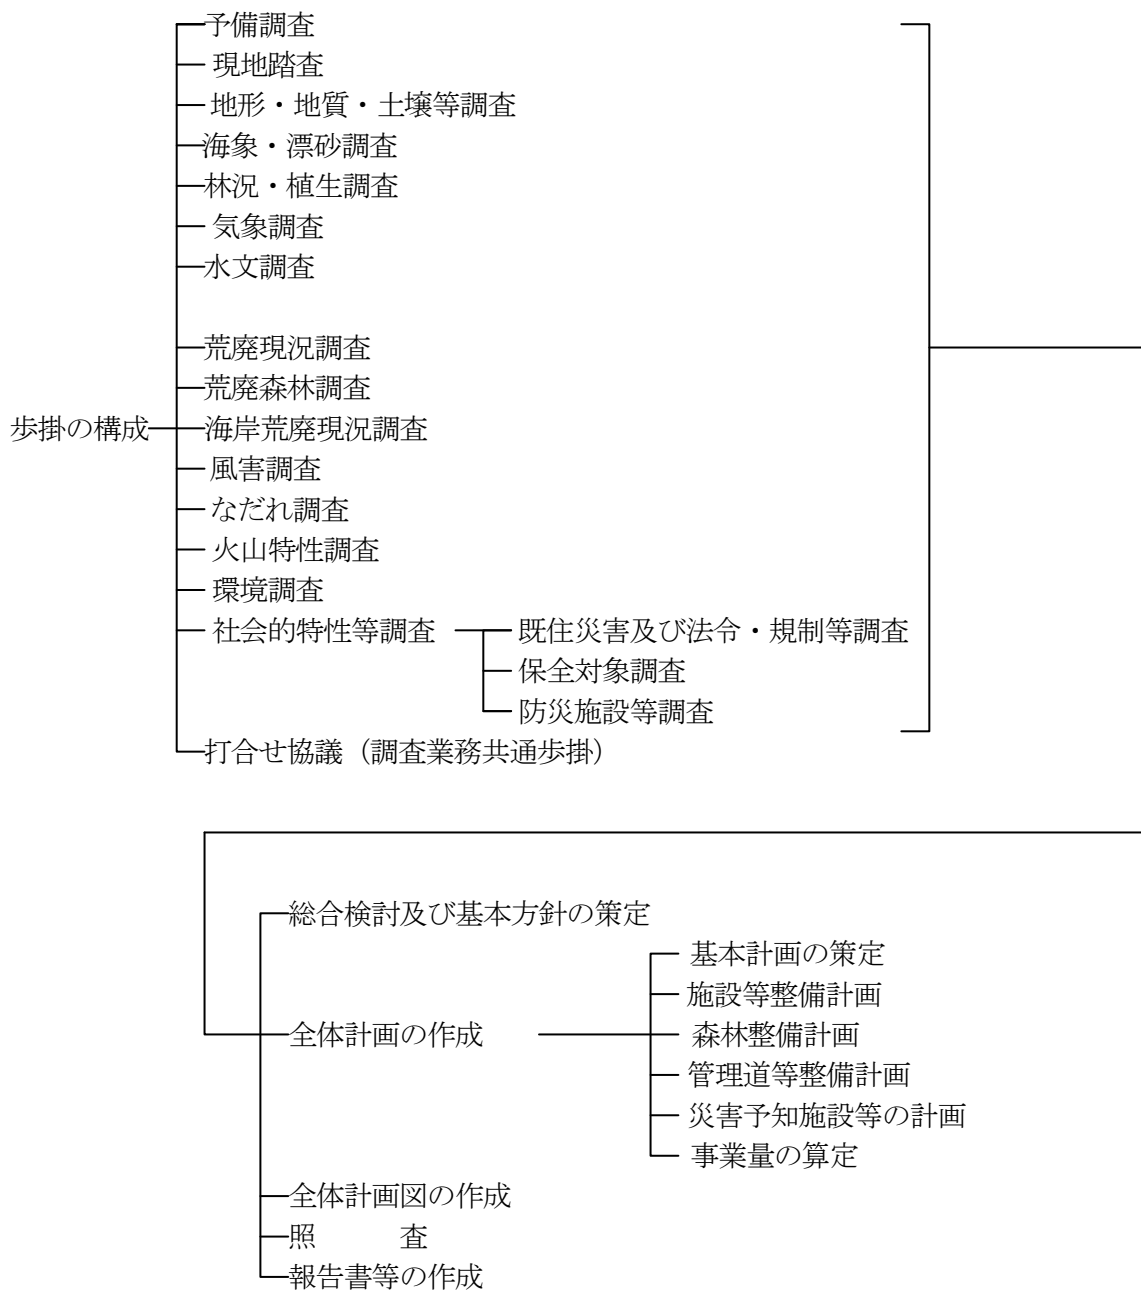 予備調査
現地踏査
地形・地質・土壌等調査
海象・漂砂調査
林況・植生調査
気象調査
水文調査
荒廃現況調査
荒廃森林調査
歩掛の構成
海岸荒廃現況調査
風害調査
なだれ調査
火山特性調査
環境調査
社会的特性等調査
既住災害及び法令・規制等調査
保全対象調査
防災施設等調査
打合せ協議（調査業務共通歩掛）
総合検討及び基本方針の策定
全体計画の作成
基本計画の策定
施設等整備計画
森林整備計画
管理道等整備計画
災害予知施設等の計画
事業量の算定
全体計画図の作成
照　　　査
報告書等の作成